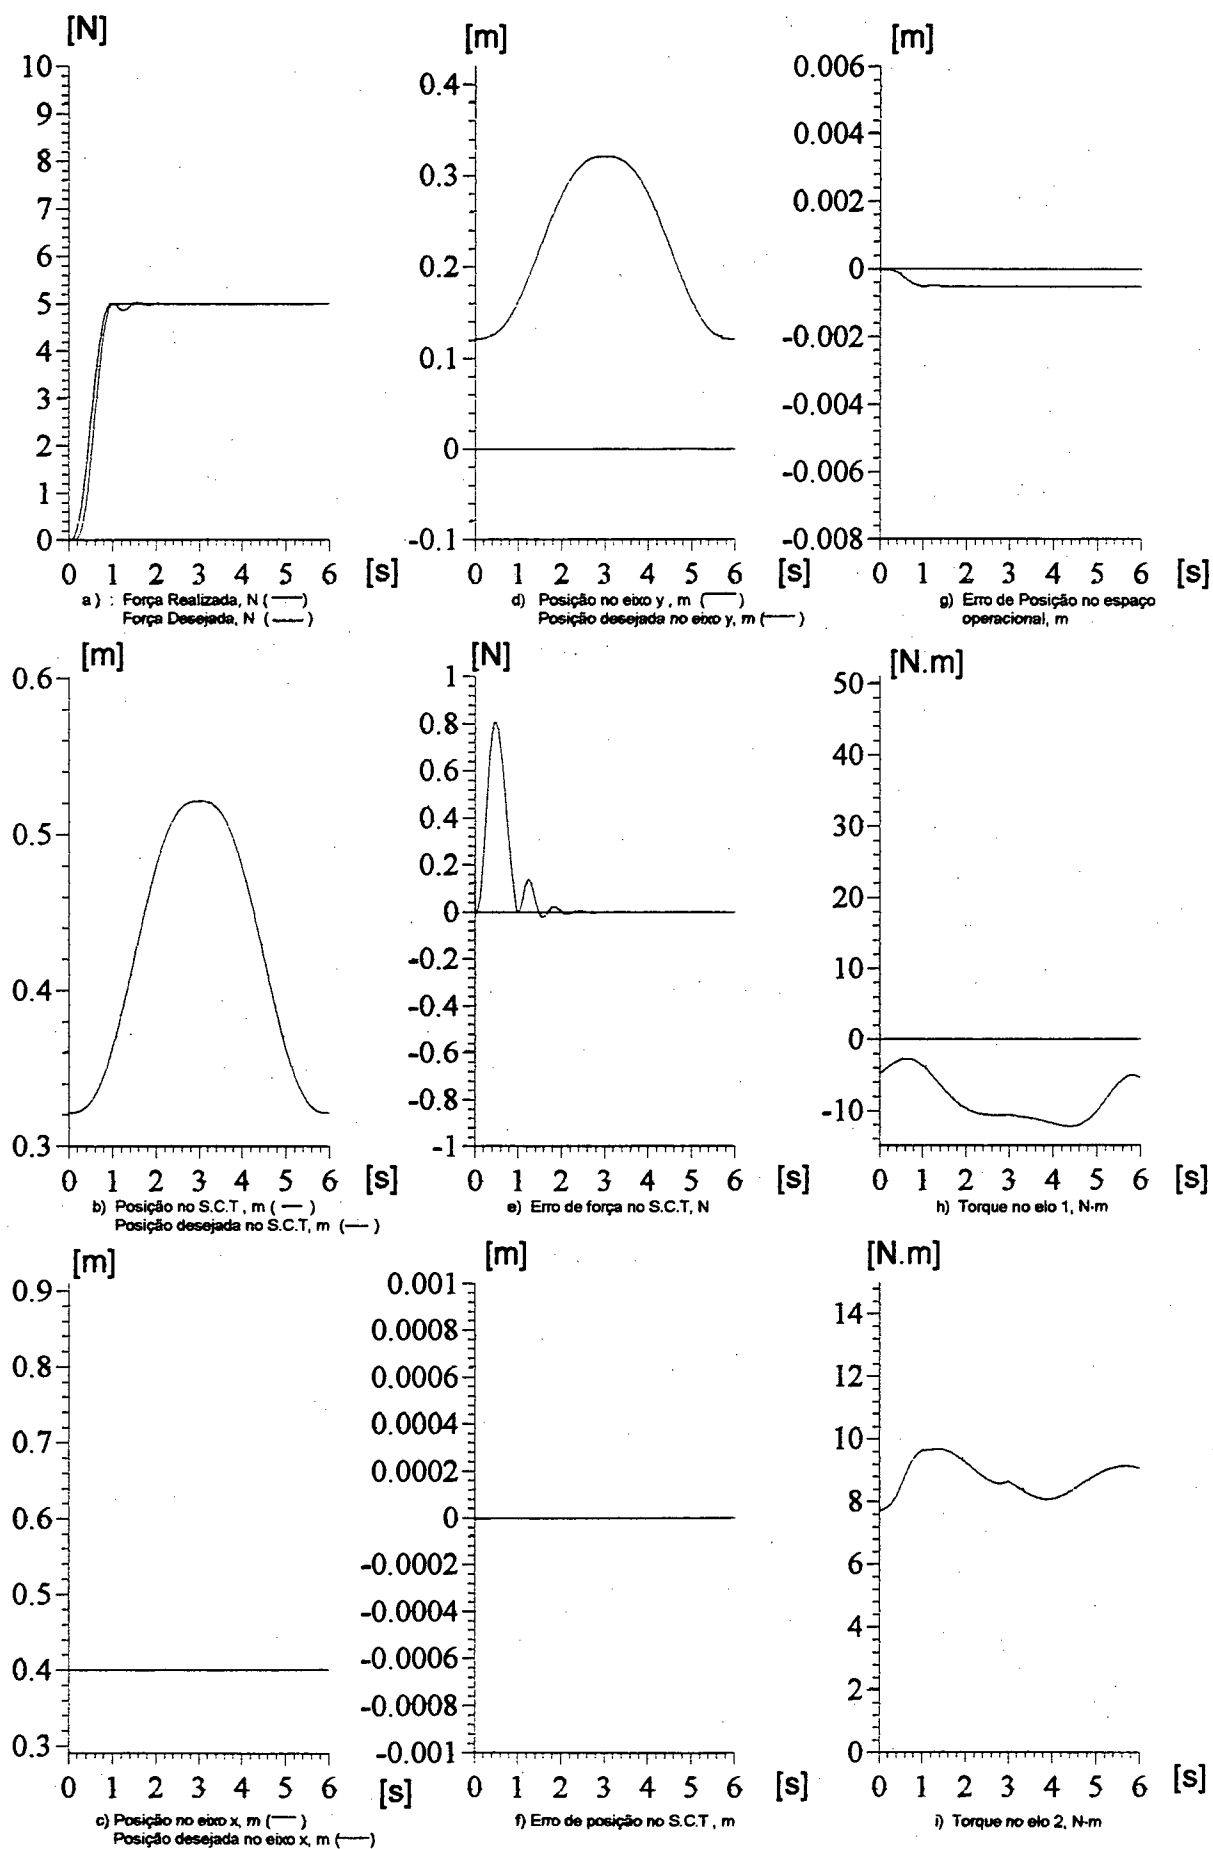 [N]
10
9
8
7
6
5
4
3
2
1
0
0 1 2 3 4 5 6 [s]
a) : Força Realizada, N ( )
Força Desejada, N ( )
[m]
0.4
0.3
0.2
0.1
0
-0.1
0 1 2 3 4 5 6 [s]
d) Posição no eixo y , m ( )
Posição desejada no eixo y, m ( )
[m]
0.006
0.004
0.002
0
-0.002
-0.004
-0.006
-0.008
0 1 2 3 4 5 6 [s]
g) Erro de Posição no espaço
operacional, m
[m]
0.6
0.5
0.4
0.3
0 1 2 3 4 5 6 [s]
b) Posição no S.C.T , m ( )
Posição desejada no S.C.T, m ( )
[N]
1
0.8
0.6
0.4
0.2
0
-0.2
-0.4
-0.6
-0.8
-1
0 1 2 3 4 5 6 [s]
e) Erro de força no S.C.T, N
[N.m]
50
40
30
20
10
0
-10
0 1 2 3 4 5 6 [s]
h) Torque no elo 1, N-m
[m]
0.9
0.8
0.7
0.6
0.5
0.4
0.3
0 1 2 3 4 5 6 [s]
c) Posição no eixo x, m ( )
Posição desejada no eixo x, m ( )
[m]
0.001
0.0008
0.0006
0.0004
0.0002
0
-0.0002
-0.0004
-0.0006
-0.0008
-0.001
0 1 2 3 4 5 6 [s]
f) Erro de posição no S.C.T , m
[N.m]
14
12
10
8
6
4
2
0
0 1 2 3 4 5 6 [s]
i) Torque no elo 2, N-m